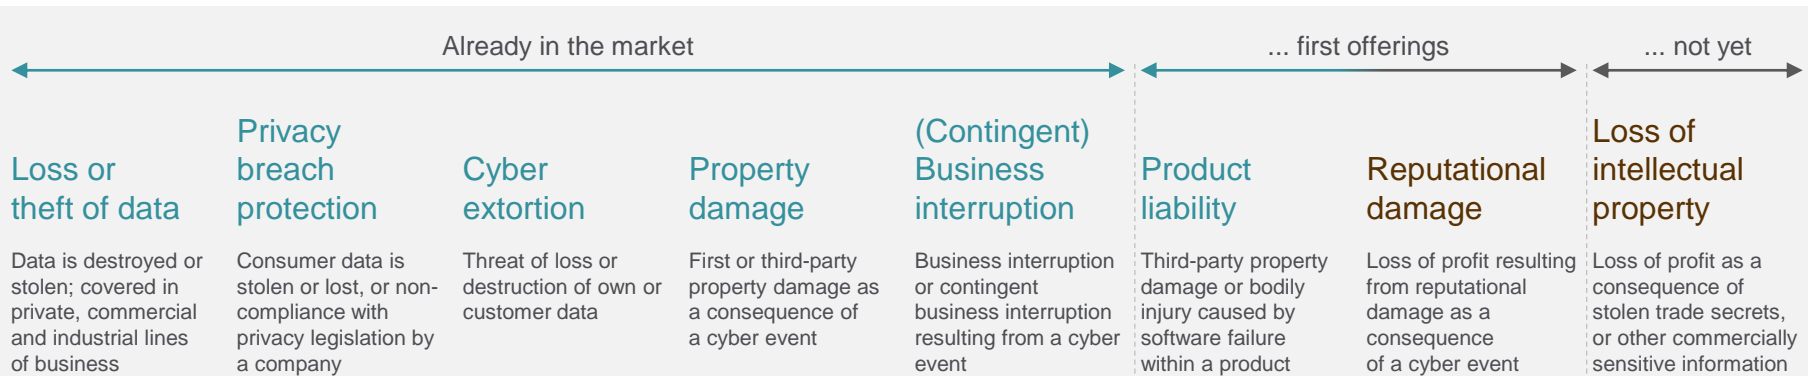 Already in the market
... first offerings
... not yet
Loss or
theft of data
Data is destroyed or
stolen; covered in
private, commercial
and industrial lines
of business
Privacy
breach
protection
Consumer data is
stolen or lost, or non-
compliance with
privacy legislation by
a company
Cyber
extortion
Threat of loss or
destruction of own or
customer data
Property
damage
First or third-party
property damage as
a consequence of
a cyber event
(Contingent)
Business
interruption
Business interruption
or contingent
business interruption
resulting from a cyber
event
Product
liability
Third-party property
damage or bodily
injury caused by
software failure
within a product
Reputational
damage
Loss of profit resulting
from reputational
damage as a
consequence
of a cyber event
Loss of
intellectual
property
Loss of profit as a
consequence of
stolen trade secrets,
or other commercially
sensitive information